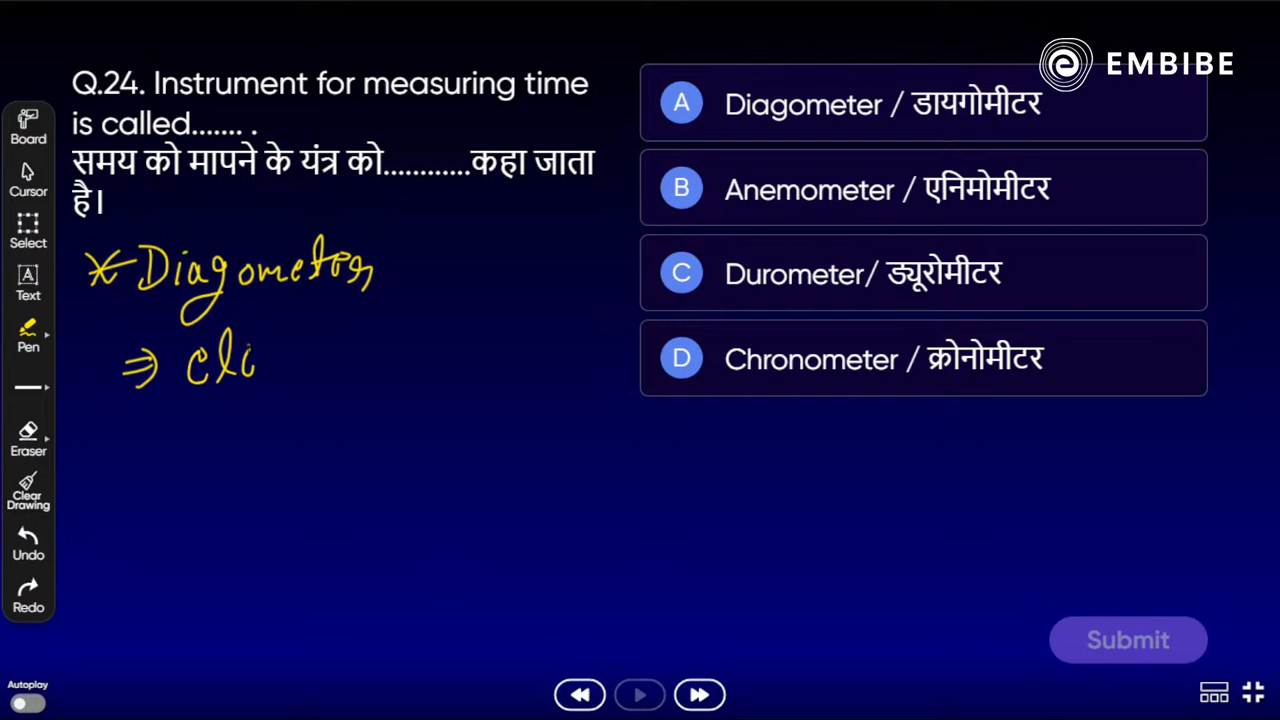 EMBIBE
Q.24. Instrument for measuring time
is called....... .
समय को मापने के यंत्र को............कहा जाता
है।
Diagometer
⇒ cli
A Diagometer / डायगोमीटर
B Anemometer / एनिमोमीटर
C Durometer/ ड्यूरोमीटर
D Chronometer / क्रोनोमीटर
Board
Cursor
Select
Text
Pen
Eraser
Clear
Drawing
Undo
Redo
Submit
Autoplay